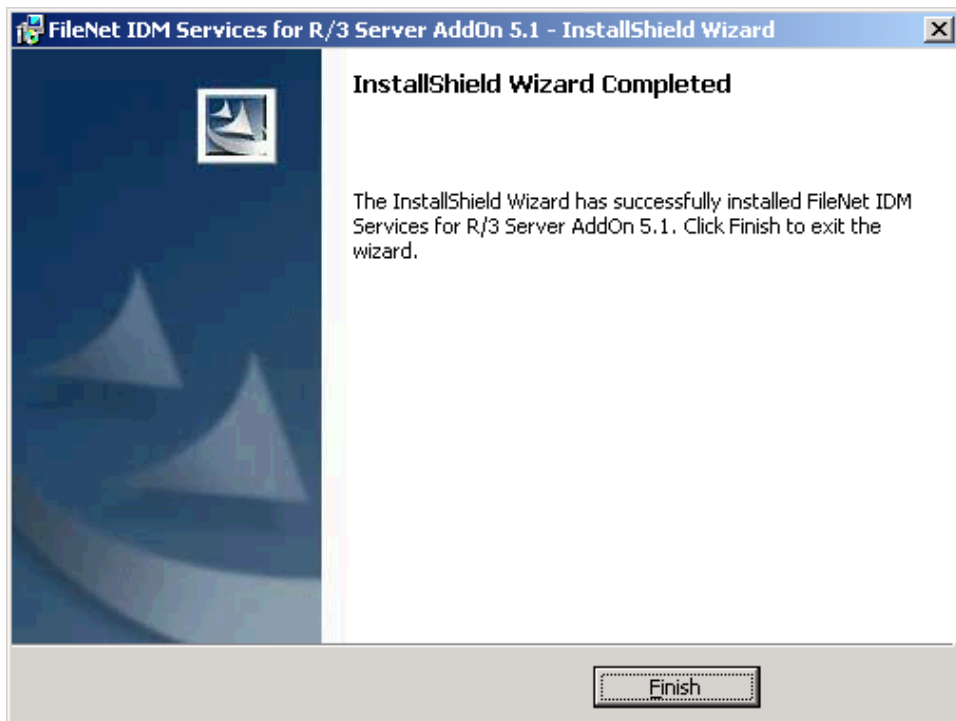 FileNet IDM Services for R/3 Server AddOn 5.1 - InstallShield Wizard
InstallShield Wizard Completed
The InstallShield Wizard has successfully installed FileNet IDM
Services for R/3 Server AddOn 5.1. Click Finish to exit the
wizard.
Finish